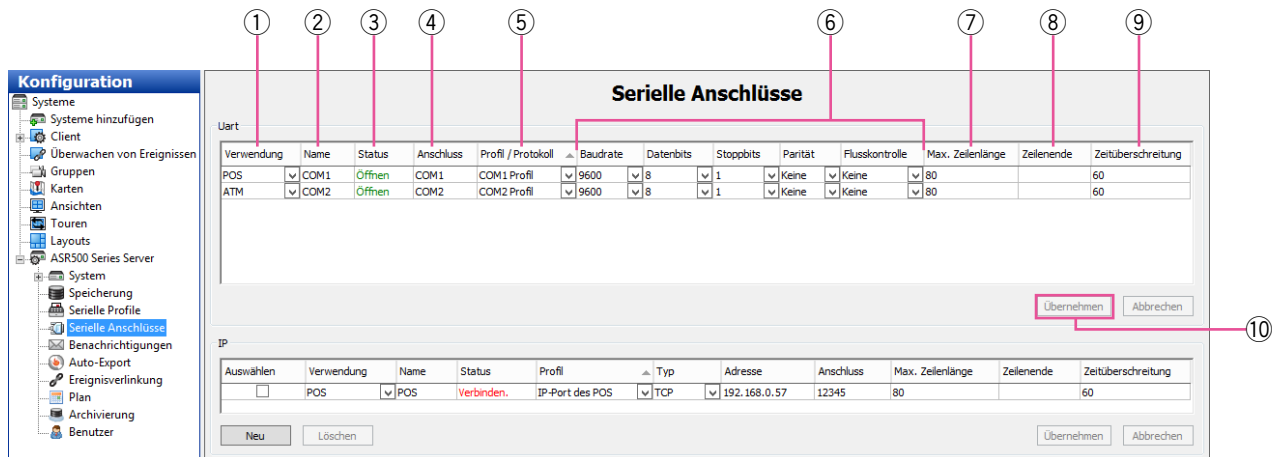 ① ② ③ ④ ⑤ ⑥ ⑦ ⑧ ⑨
Konfiguration
Systeme
Systeme hinzufügen
Client
Überwachen von Ereignissen
Gruppen
Karten
Ansichten
Touren
Layouts
ASR500 Series Server
System
Speicherung
Serielle Profile
Serielle Anschlüsse
Benachrichtigungen
Auto-Export
Ereignisverlinkung
Plan
Archivierung
Benutzer
Serielle Anschlüsse
Uart
Verwendung Name Status Anschluss Profil / Protokoll Baudrate Datenbits Stoppbits Parität Flusskontrolle Max. Zeilenlänge Zeilenende Zeitüberschreitung
POS COM1 Öffnen COM1 COM1 Profil 9600 8 1 Keine Keine 80 60
ATM COM2 Öffnen COM2 COM2 Profil 9600 8 1 Keine Keine 80 60
Übernehmen Abbrechen
⑩
IP
Auswählen Verwendung Name Status Profil Typ Adresse Anschluss Max. Zeilenlänge Zeilenende Zeitüberschreitung
POS POS Verbinden. IP-Port des POS TCP 192.168.0.57 12345 80 60
Neu Löschen Übernehmen Abbrechen